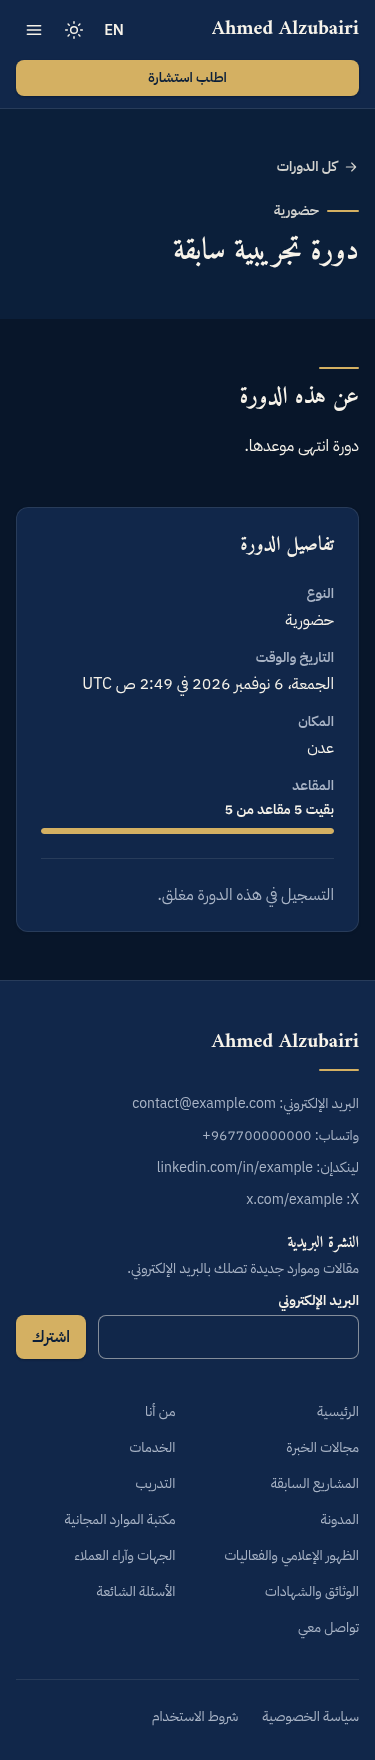 Ahmed Alzubairi
EN
اطلب استشارة
→ كل الدورات
حضورية
دورة تجريبية سابقة
عن هذه الدورة
دورة انتهى موعدها.
تفاصيل الدورة
النوع
حضورية
التاريخ والوقت
الجمعة، 6 نوفمبر 2026 في 2:49 ص UTC
المكان
عدن
المقاعد
بقيت 5 مقاعد من 5
التسجيل في هذه الدورة مغلق.
Ahmed Alzubairi
البريد الإلكتروني: contact@example.com
واتساب: 967700000000+
لينكدإن: linkedin.com/in/example
X: x.com/example
النشرة البريدية
مقالات وموارد جديدة تصلك بالبريد الإلكتروني.
البريد الإلكتروني
اشترك
الرئيسية
من أنا
مجالات الخبرة
الخدمات
المشاريع السابقة
التدريب
المدونة
مكتبة الموارد المجانية
الظهور الإعلامي والفعاليات
الجهات وآراء العملاء
الوثائق والشهادات
الأسئلة الشائعة
تواصل معي
سياسة الخصوصية
شروط الاستخدام